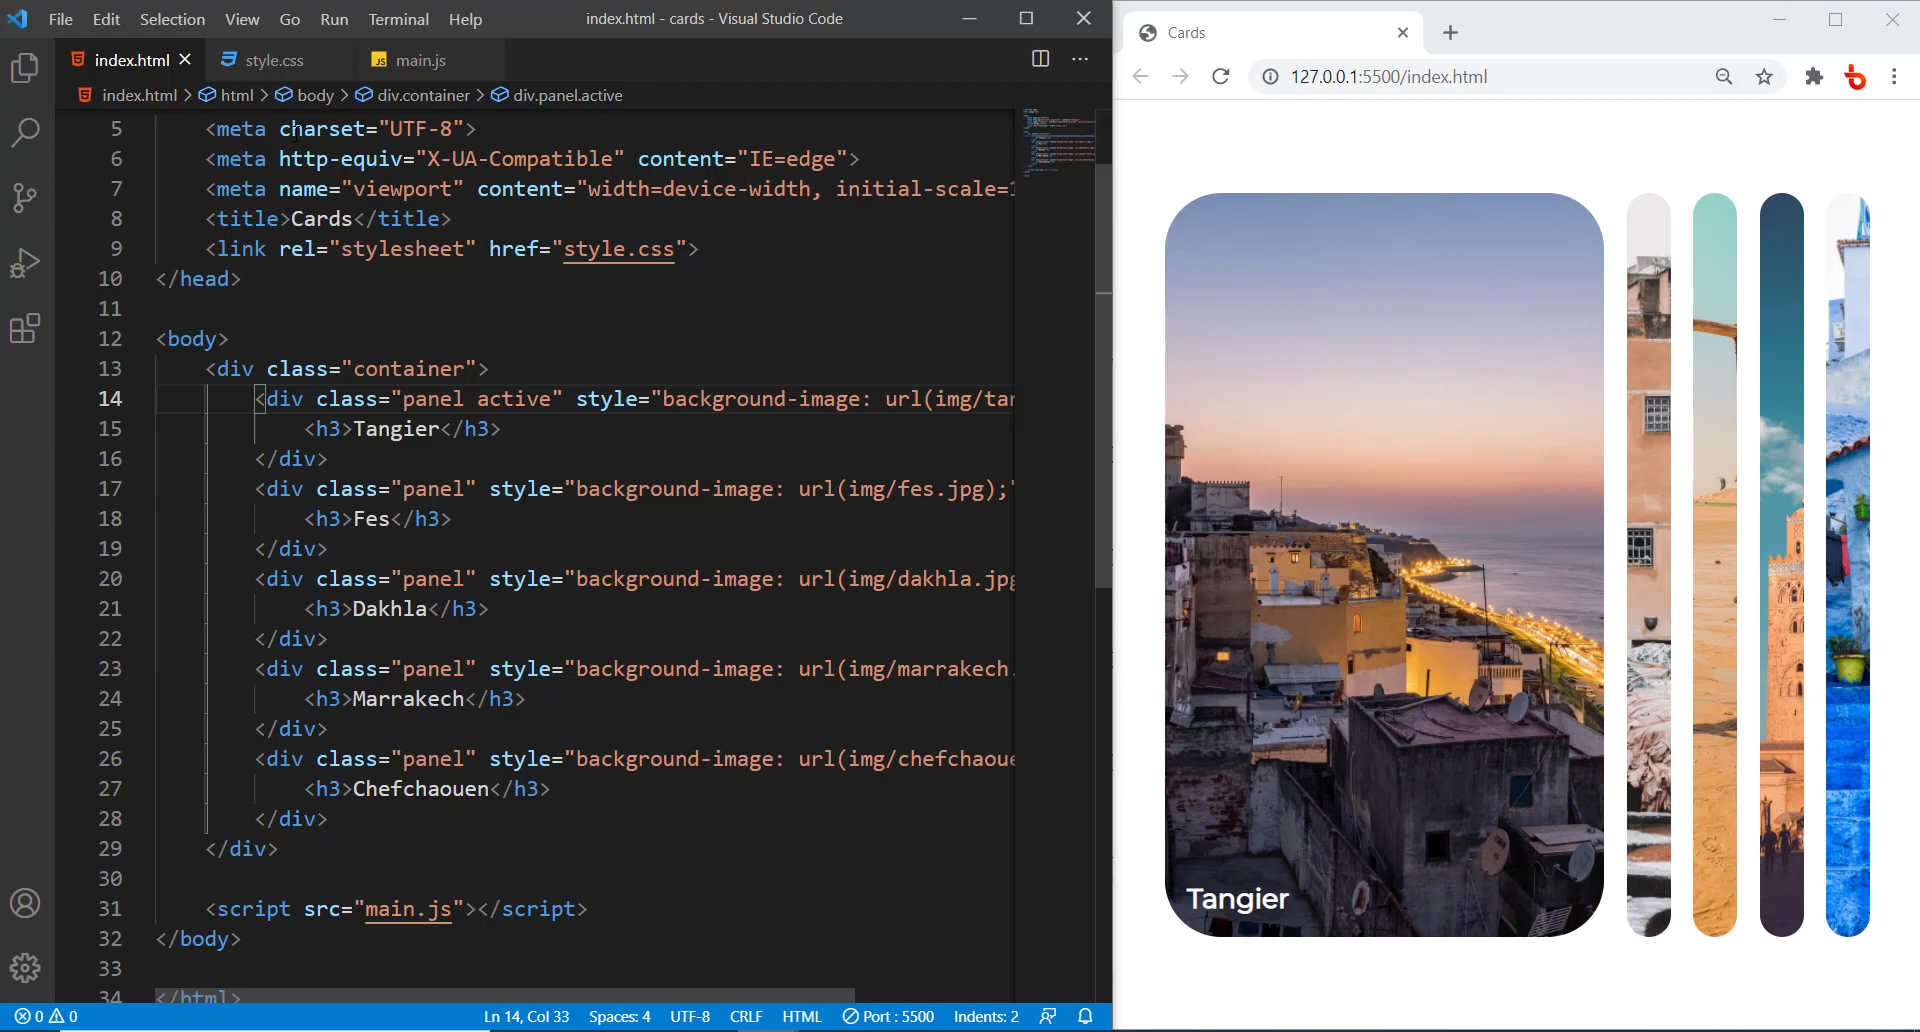 File Edit Selection View Go Run Terminal Help index.html - cards - Visual Studio Code
index.html style.css JS main.js
index.html > html > body > div.container > div.panel.active
5 <meta charset="UTF-8">
6 <meta http-equiv="X-UA-Compatible" content="IE=edge">
7 <meta name="viewport" content="width=device-width, initial-scale=1
8 <title>Cards</title>
9 <link rel="stylesheet" href="style.css">
10 </head>
11
12 <body>
13 <div class="container">
14 <div class="panel active" style="background-image: url(img/tan
15 <h3>Tangier</h3>
16 </div>
17 <div class="panel" style="background-image: url(img/fes.jpg);"
18 <h3>Fes</h3>
19 </div>
20 <div class="panel" style="background-image: url(img/dakhla.jpg
21 <h3>Dakhla</h3>
22 </div>
23 <div class="panel" style="background-image: url(img/marrakech.
24 <h3>Marrakech</h3>
25 </div>
26 <div class="panel" style="background-image: url(img/chefchaoue
27 <h3>Chefchaouen</h3>
28 </div>
29 </div>
30
31 <script src="main.js"></script>
32 </body>
33
34 </html>
0 0 Ln 14, Col 33 Spaces: 4 UTF-8 CRLF HTML Port : 5500 Indents: 2
Cards
127.0.0.1:5500/index.html
Tangier